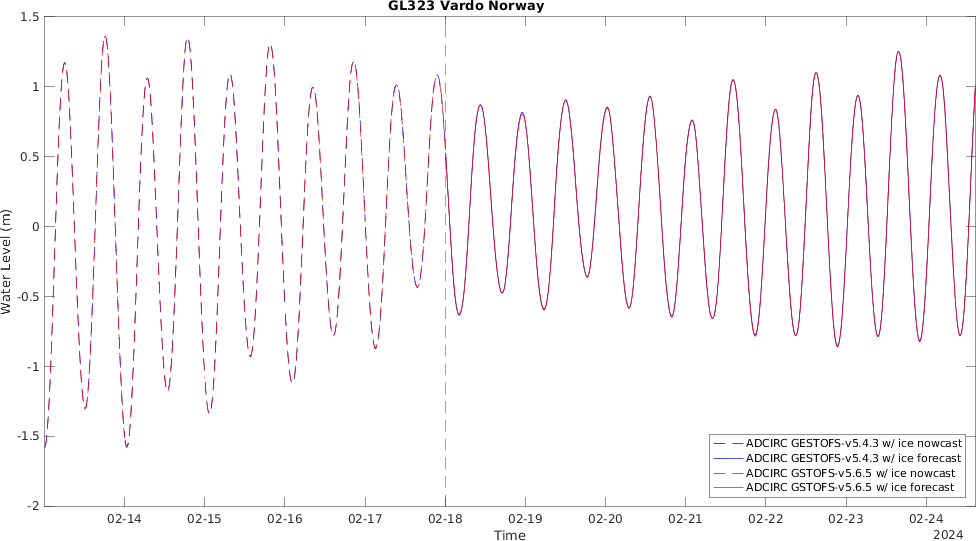 GL323 Vardo Norway
1.5
1
0.5
0
-0.5
-1
-1.5
-2
Water Level (m)
ADCIRC GESTOFS-v5.4.3 w/ ice nowcast
ADCIRC GESTOFS-v5.4.3 w/ ice forecast
ADCIRC GSTOFS-v5.6.5 w/ ice nowcast
ADCIRC GSTOFS-v5.6.5 w/ ice forecast
02-14 02-15 02-16 02-17 02-18 02-19 02-20 02-21 02-22 02-23 02-24
Time
2024